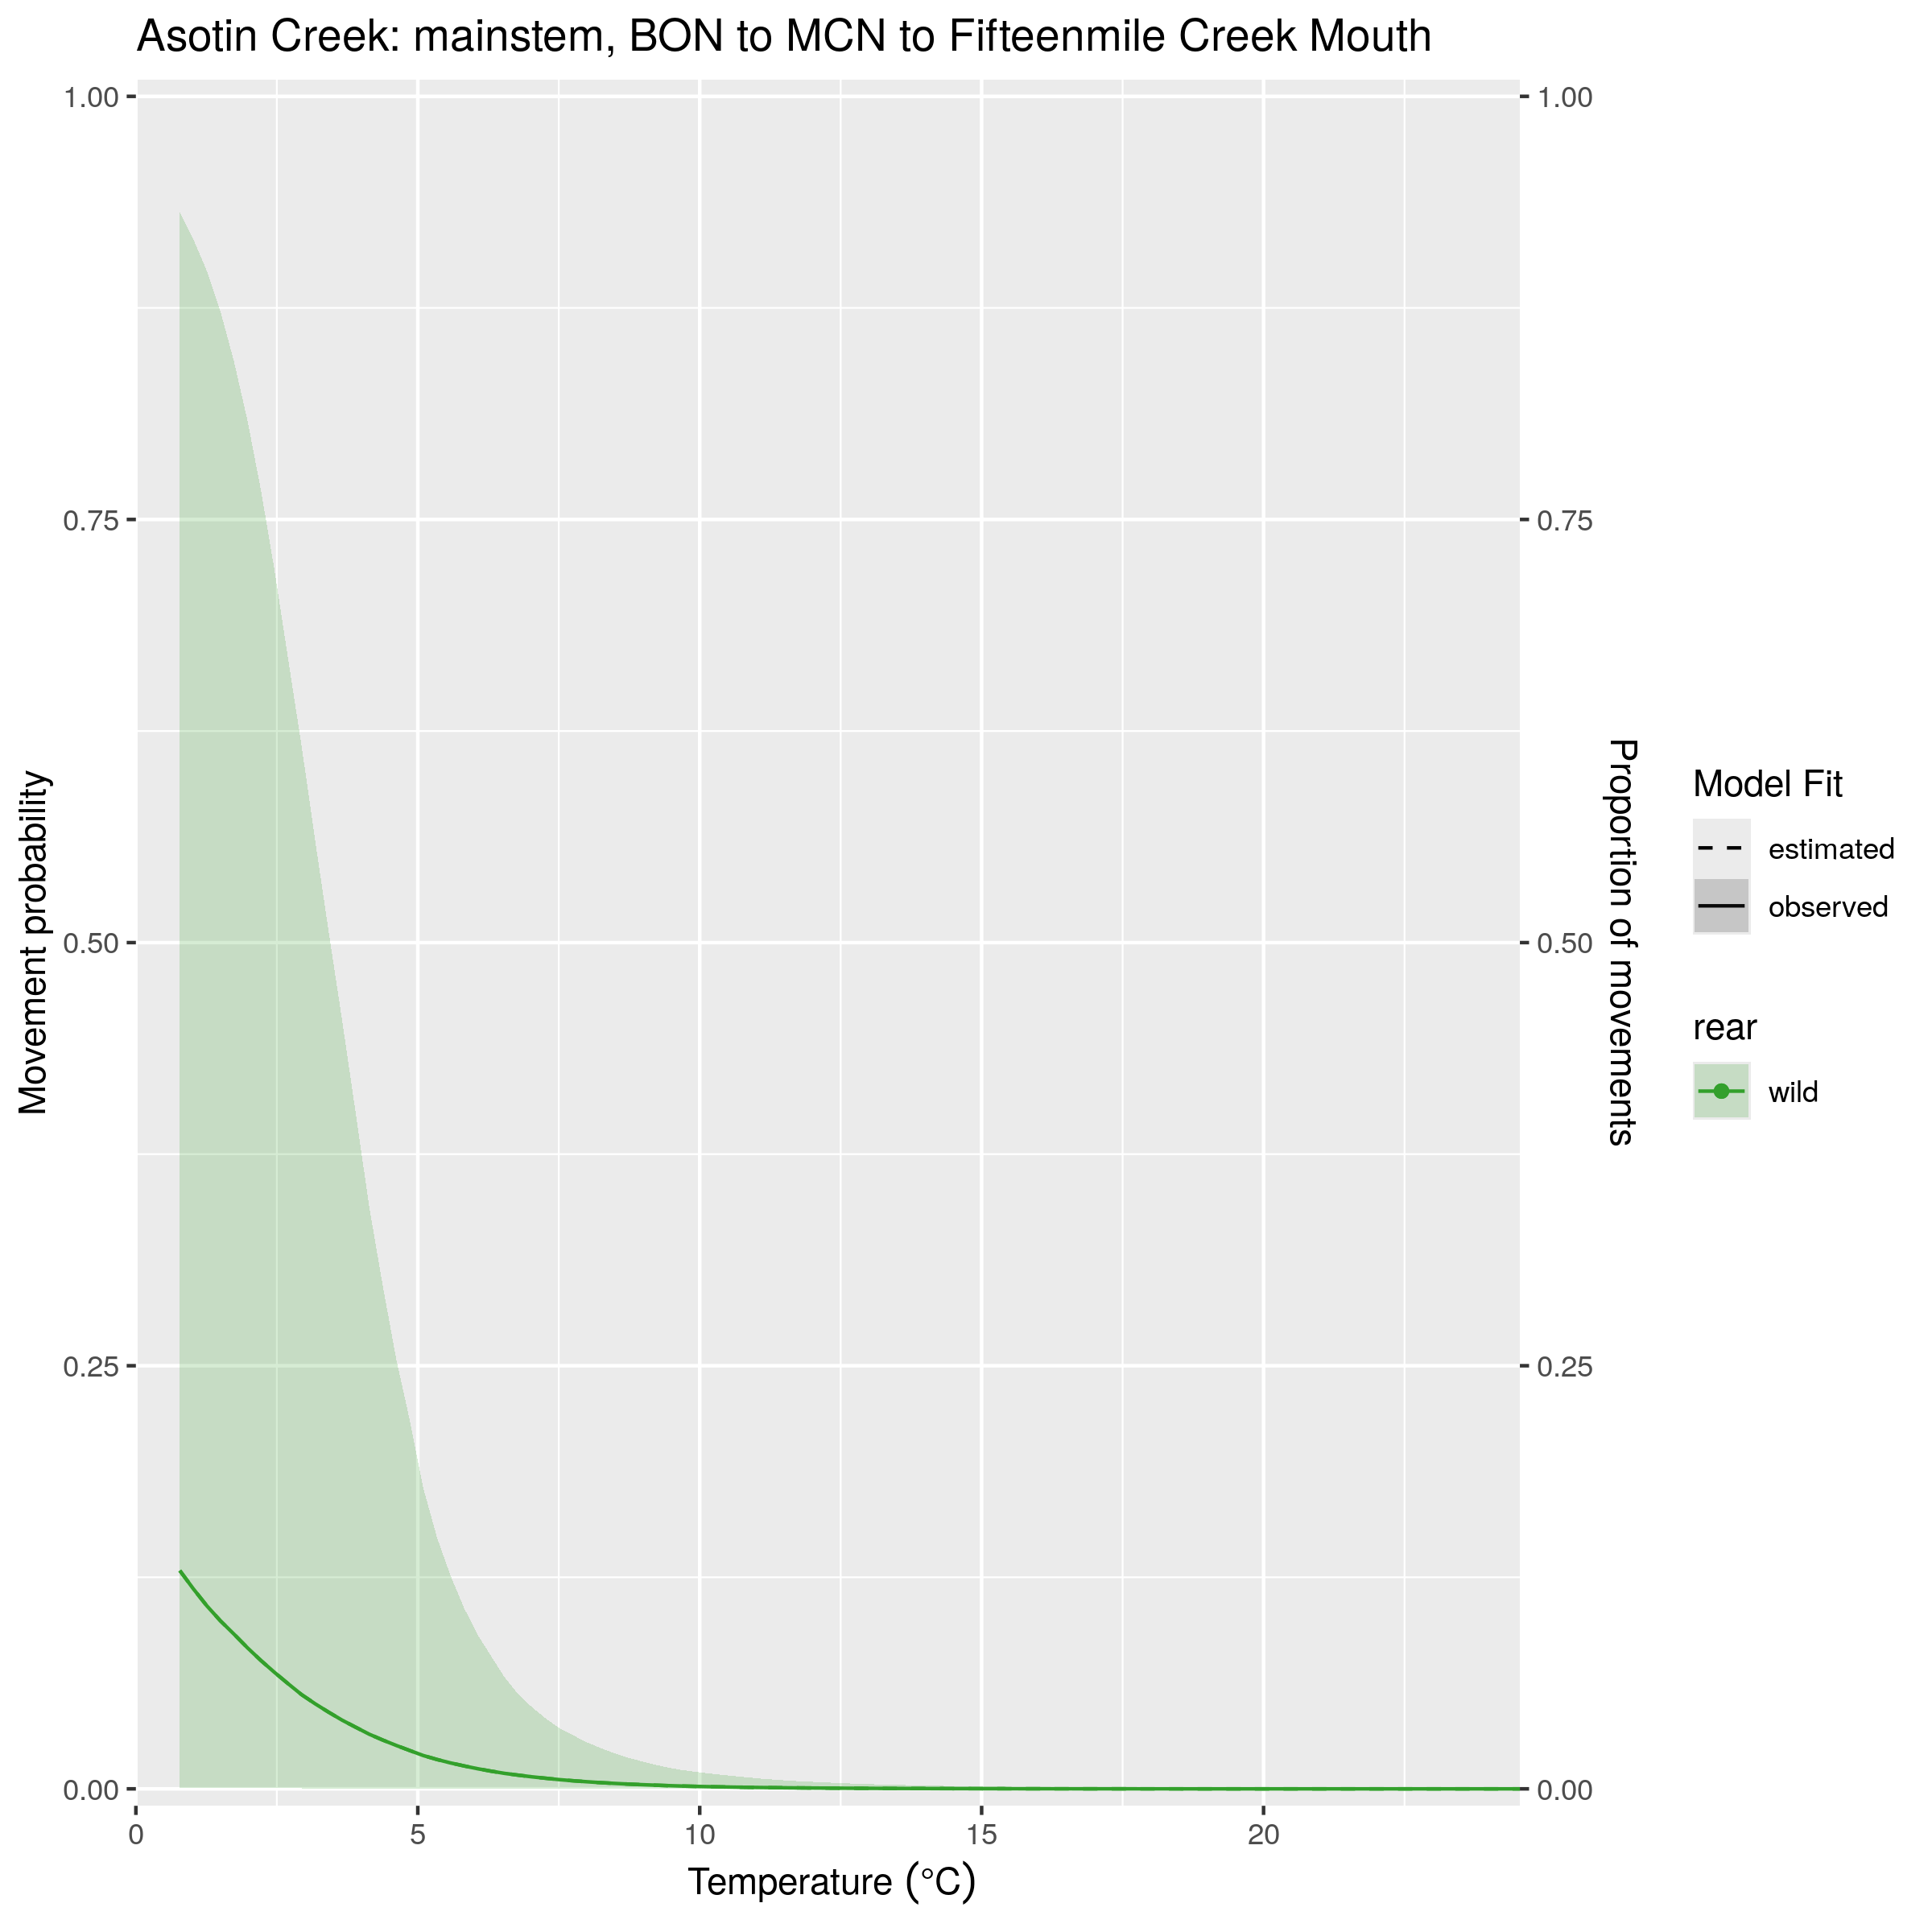 Asotin Creek: mainstem, BON to MCN to Fifteenmile Creek Mouth
1.00
0.75
0.50
0.25
0.00
Movement probability
1.00
0.75
0.50
0.25
0.00
Proportion of movements
0
5
10
15
20
Temperature (°C)
Model Fit
estimated
observed
rear
wild